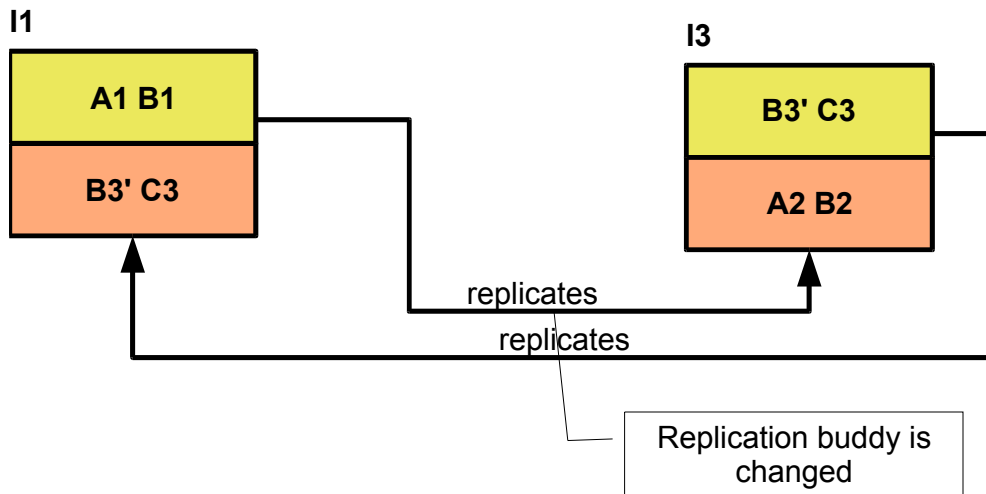 I1
I3
A1 B1
B3' C3
B3' C3
A2 B2
replicates
replicates
Replication buddy is
changed